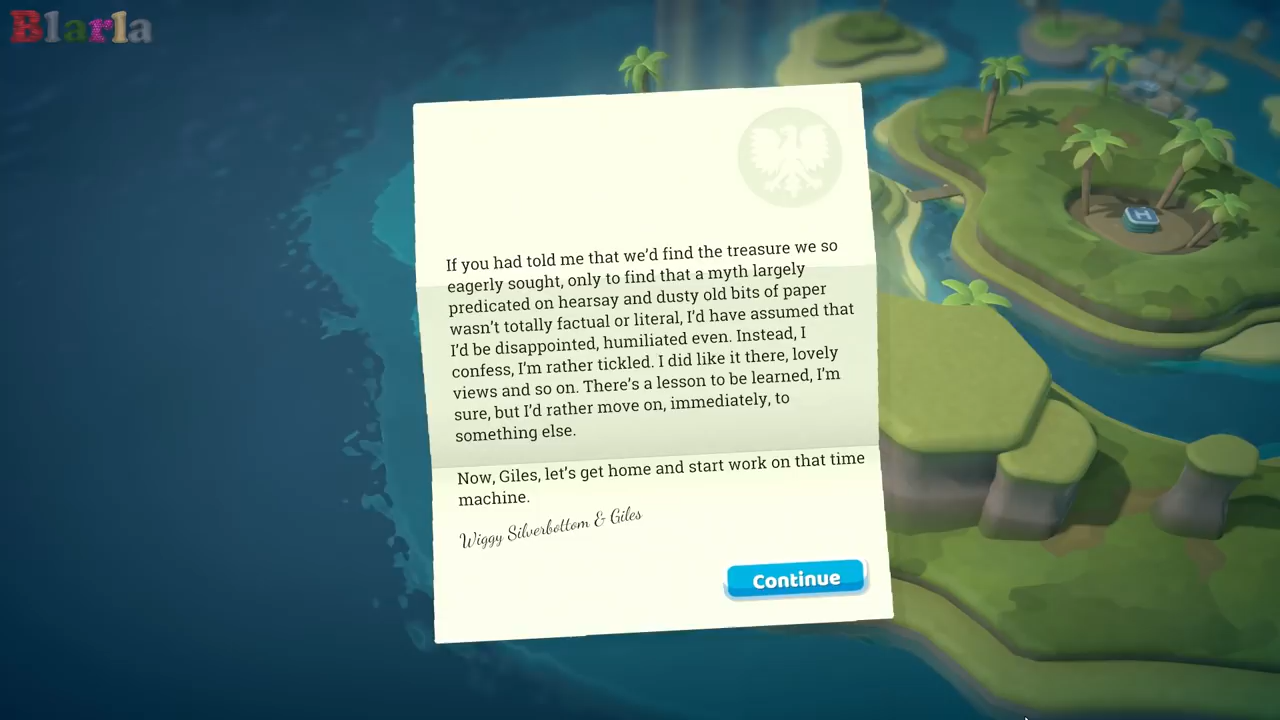 Blarla
If you had told me that we'd find the treasure we so
eagerly sought, only to find that a myth largely
predicated on hearsay and dusty old bits of paper
wasn't totally factual or literal, I'd have assumed that
I'd be disappointed, humiliated even. Instead, I
confess, I'm rather tickled. I did like it there, lovely
views and so on. There's a lesson to be learned, I'm
sure, but I'd rather move on, immediately, to
something else.
Now, Giles, let's get home and start work on that time
machine.
Wiggy Silverbottom & Giles
Continue
H